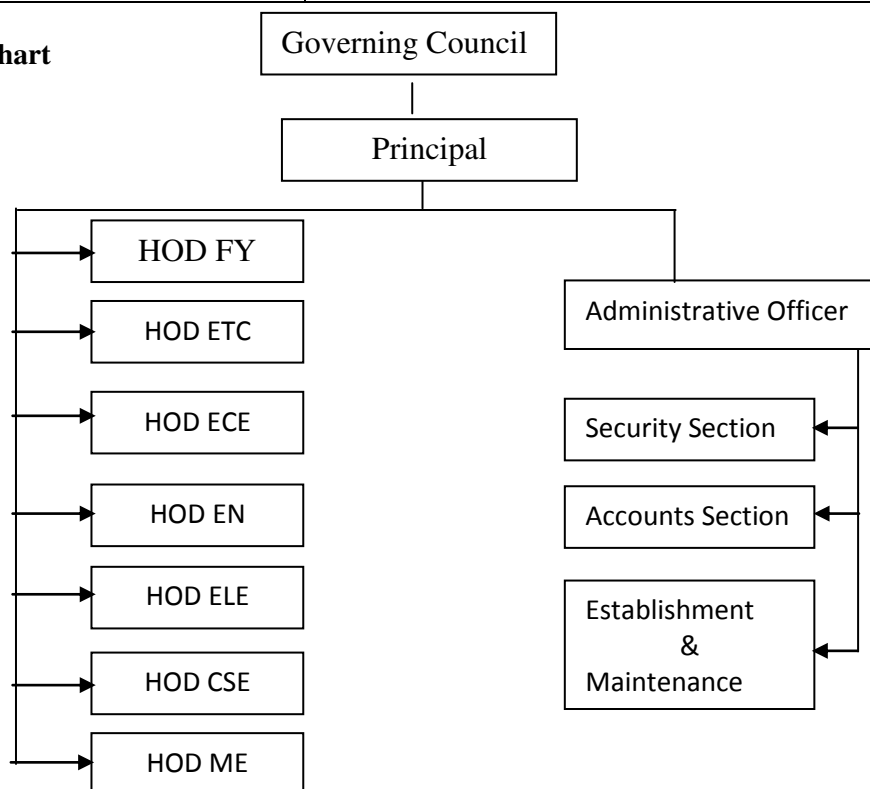 Governing Council
hart
Principal
HOD FY
HOD ETC
HOD ECE
HOD EN
HOD ELE
HOD CSE
HOD ME
Administrative Officer
Security Section
Accounts Section
Establishment
&
Maintenance